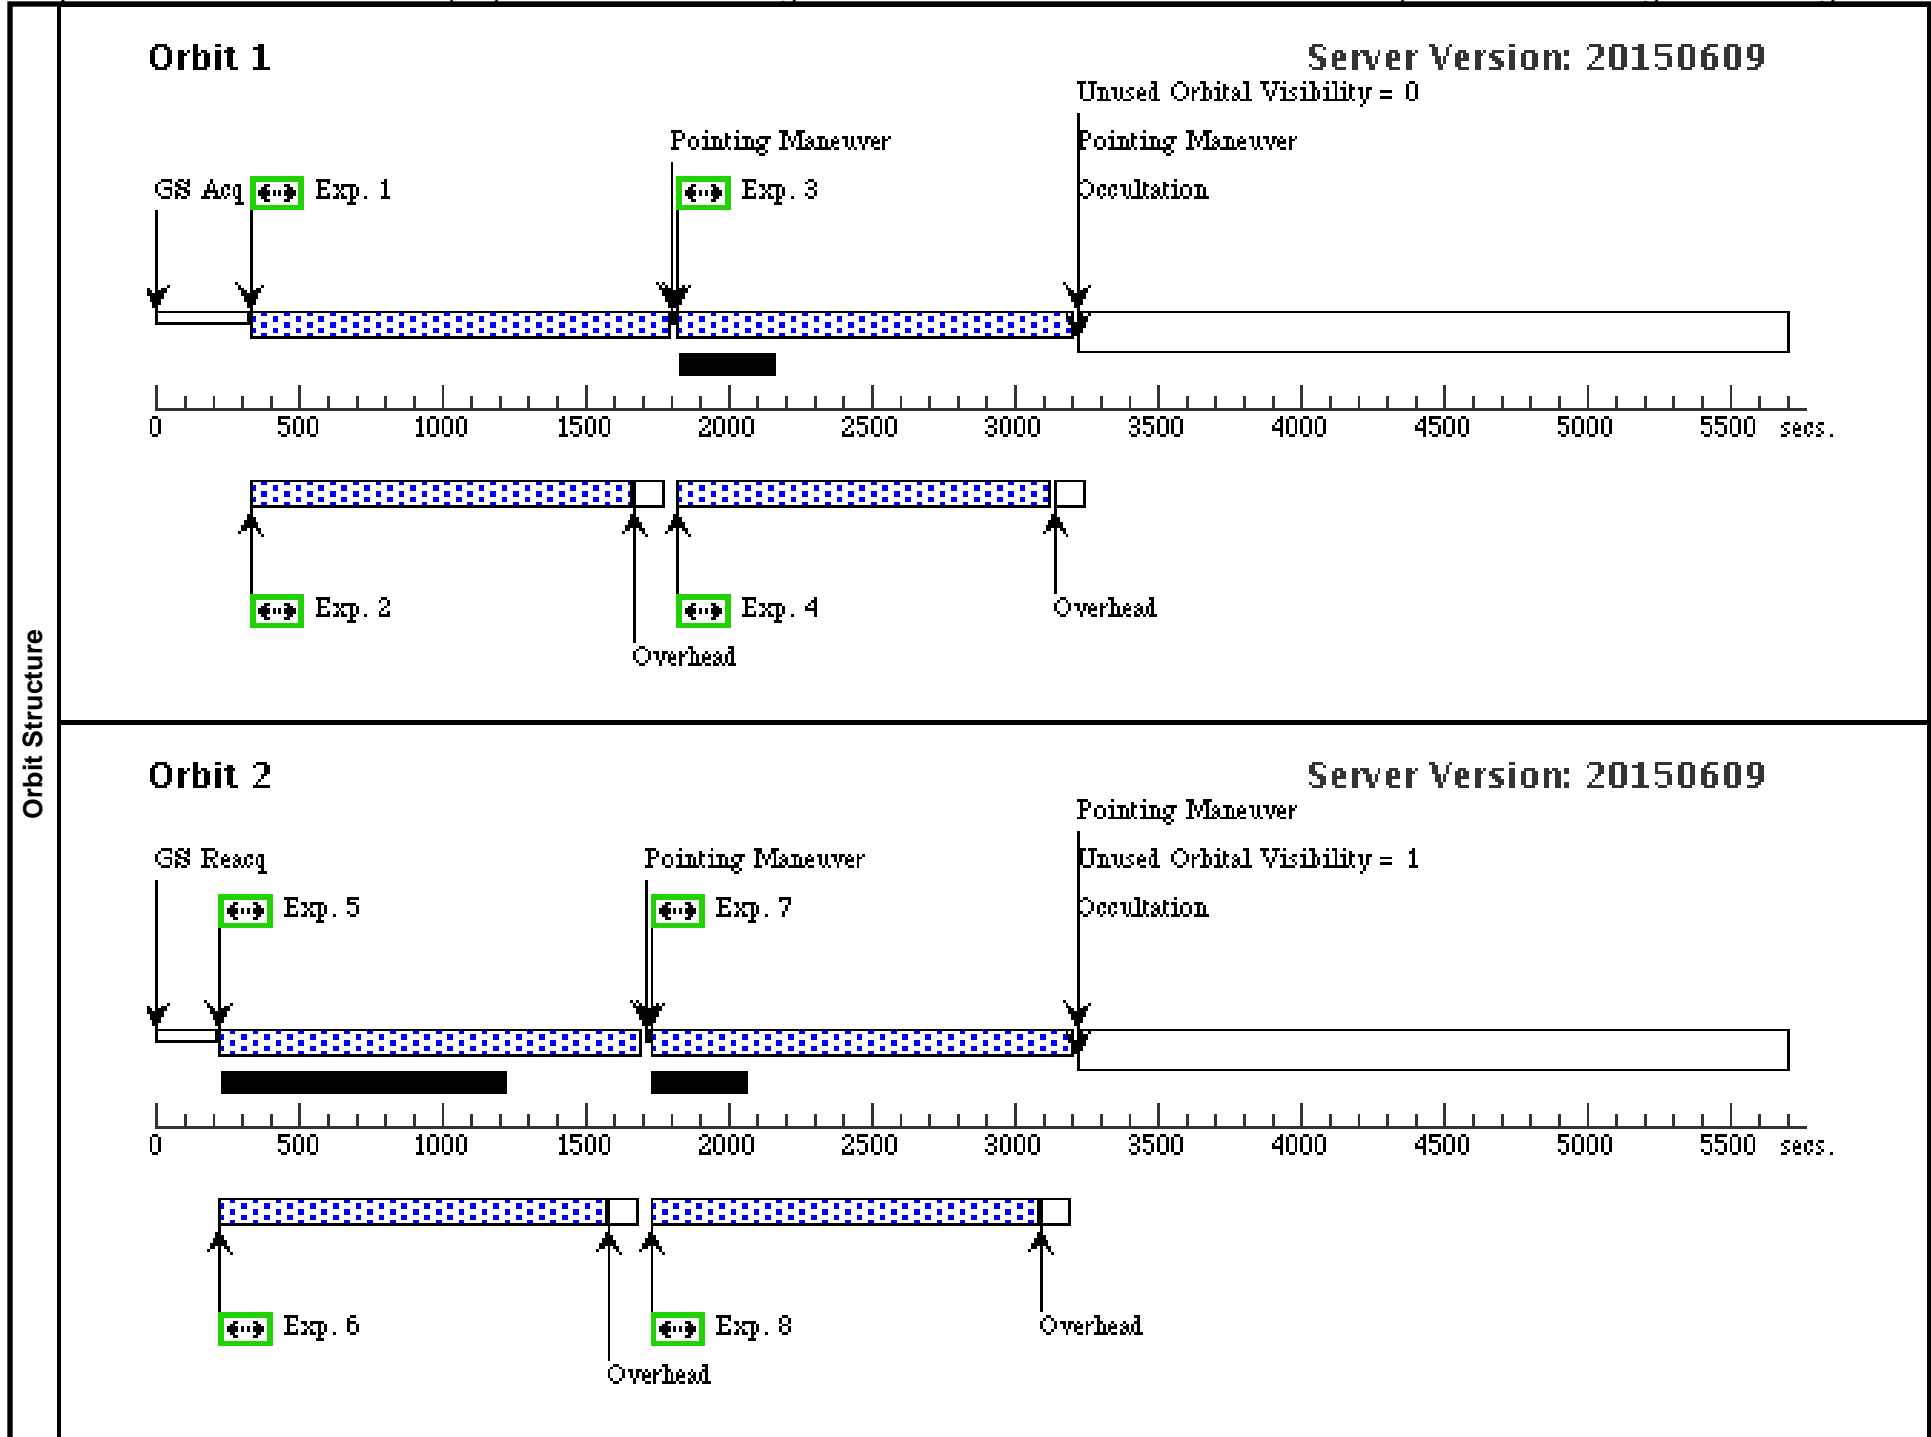 Orbit Structure
Orbit 1
Server Version: 20150609
Unused Orbital Visibility = 0
Pointing Maneuver
Pointing Maneuver
GS Acq
Exp. 1
Exp. 3
Occultation
0 500 1000 1500 2000 2500 3000 3500 4000 4500 5000 5500 secs.
Exp. 2
Exp. 4
Overhead
Overhead
Orbit 2
Server Version: 20150609
Pointing Maneuver
GS Reacq
Pointing Maneuver
Unused Orbital Visibility = 1
Exp. 5
Exp. 7
Occultation
0 500 1000 1500 2000 2500 3000 3500 4000 4500 5000 5500 secs.
Exp. 6
Exp. 8
Overhead
Overhead